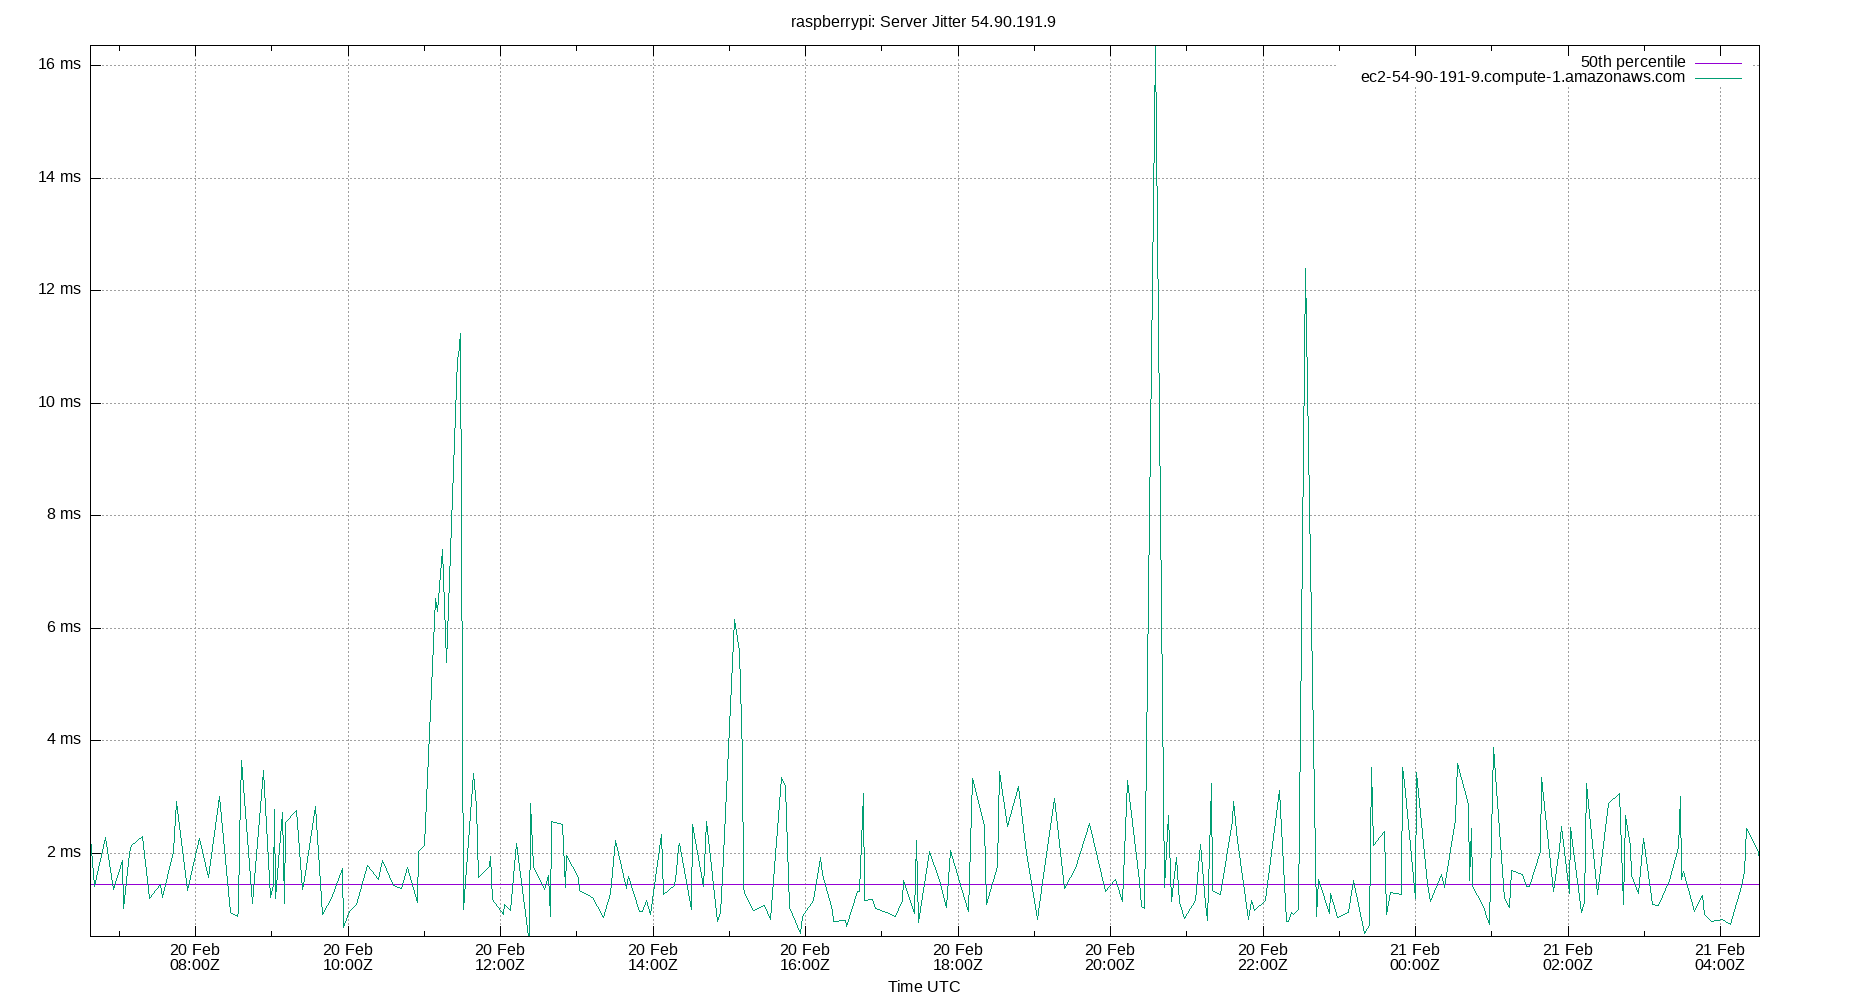 raspberrypi: Server Jitter 54.90.191.9
50th percentile
ec2-54-90-191-9.compute-1.amazonaws.com
16 ms
14 ms
12 ms
10 ms
8 ms
6 ms
4 ms
2 ms
20 Feb 20 Feb 20 Feb 20 Feb 20 Feb 20 Feb 20 Feb 20 Feb 21 Feb 21 Feb 21 Feb
08:00Z 10:00Z 12:00Z 14:00Z 16:00Z 18:00Z 20:00Z 22:00Z 00:00Z 02:00Z 04:00Z
Time UTC